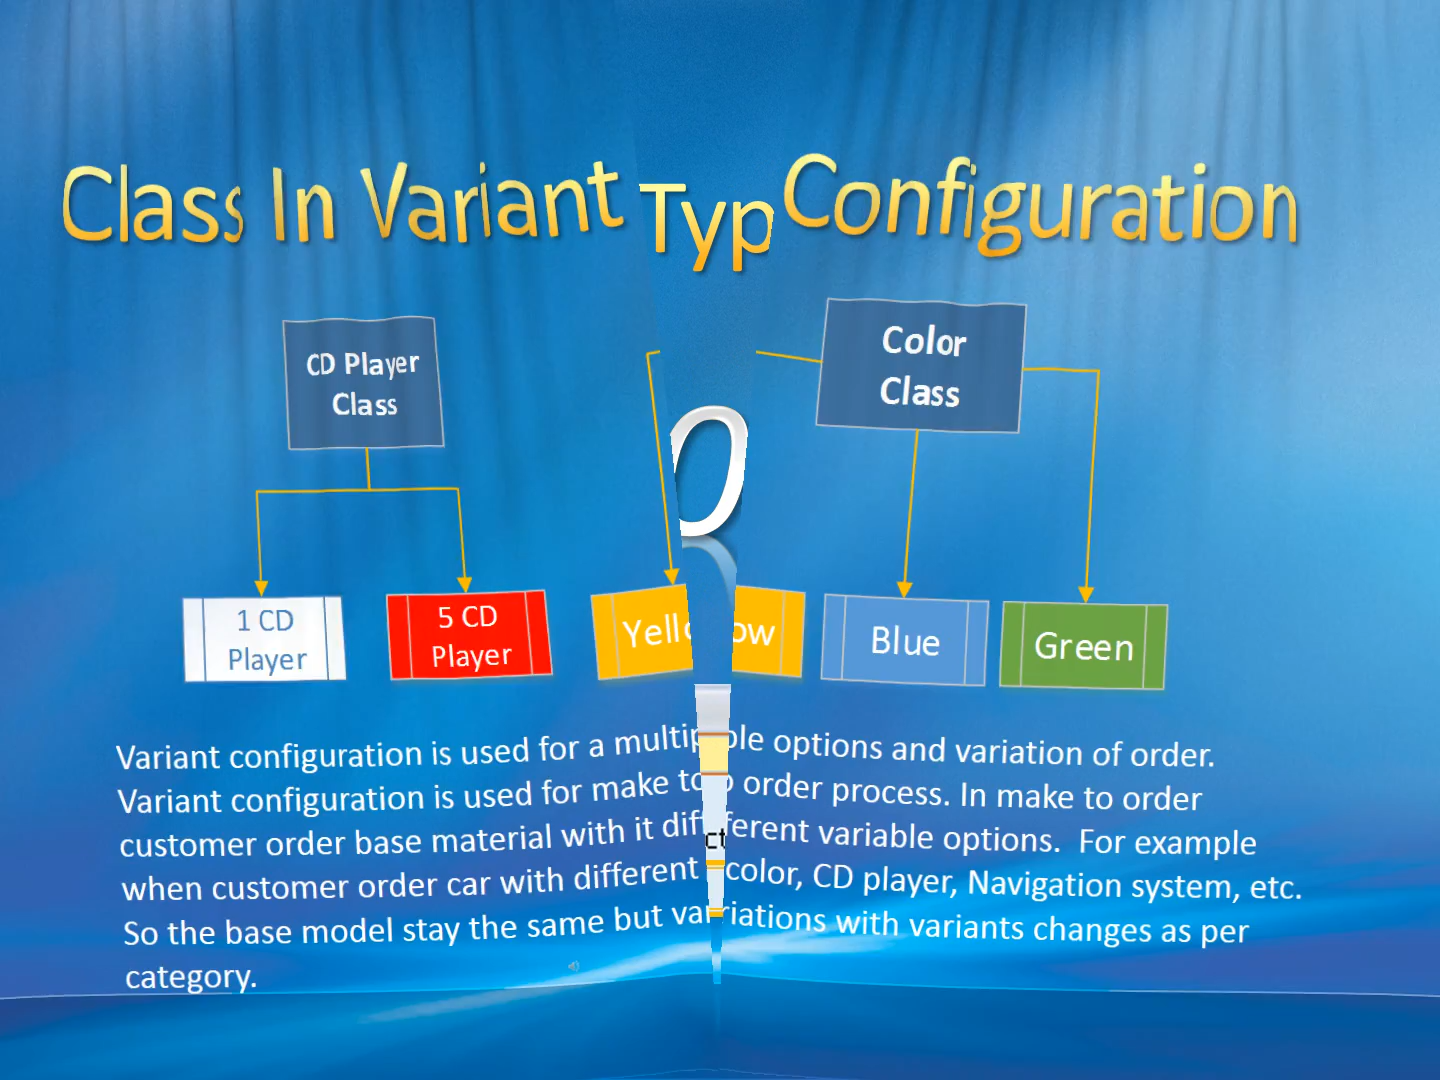 Class In Variant Typ Configuration
CD Player
Class
Color
Class
1 CD
Player
5 CD
Player
Yellow
Blue
Green
Variant configuration is used for a multiple options and variation of order.
Variant configuration is used for make to order process. In make to order
customer order base material with it different variable options. For example
when customer order car with different color, CD player, Navigation system, etc.
So the base model stay the same but variations with variants changes as per
category.